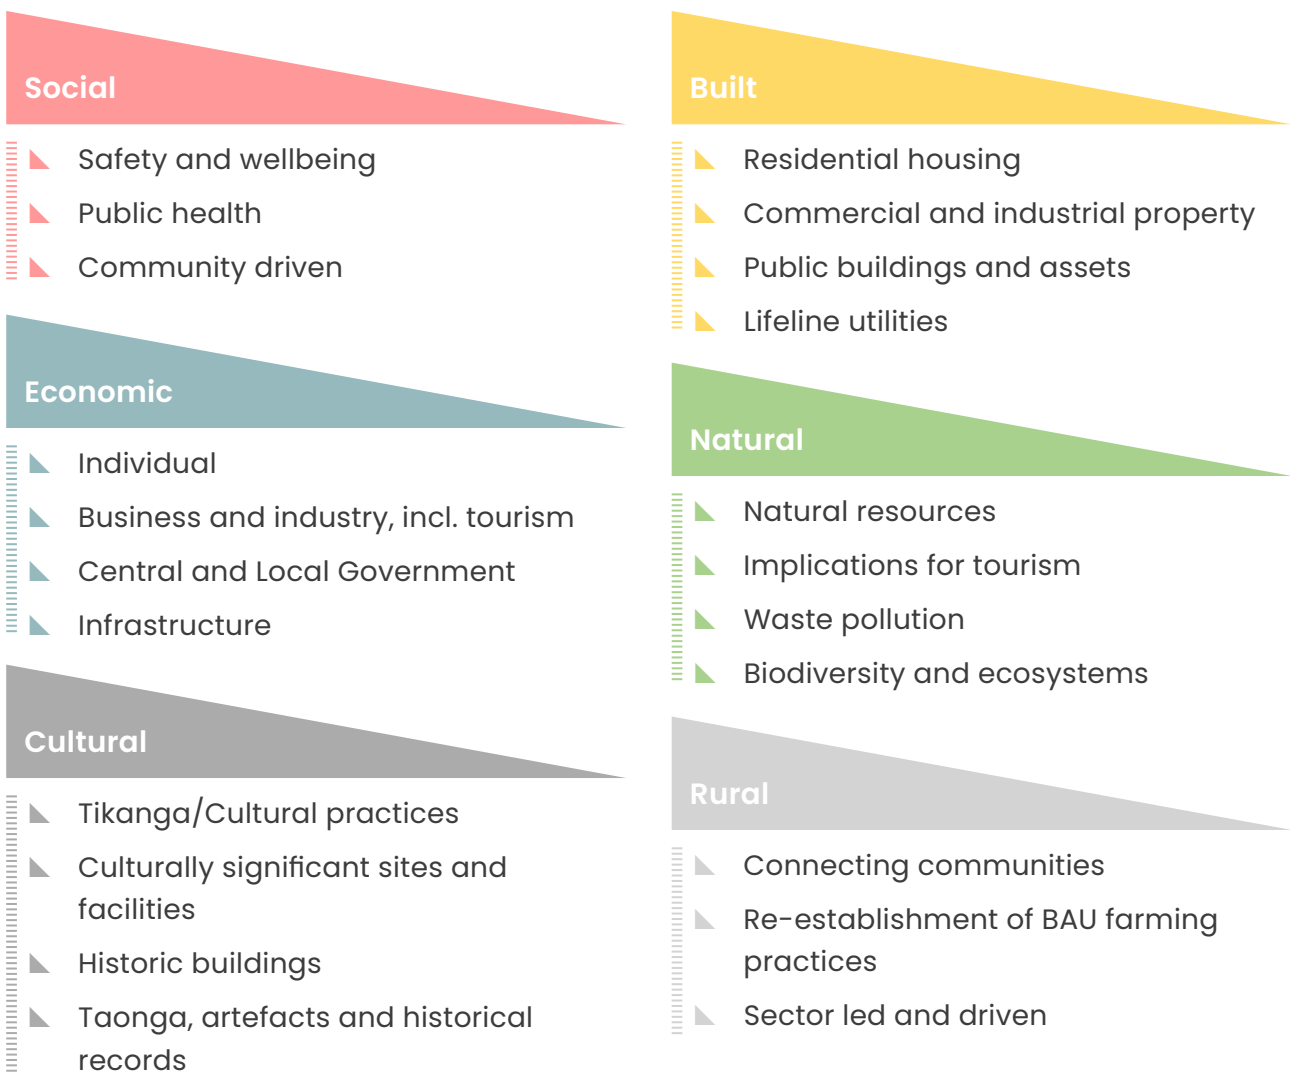 Social
Safety and wellbeing
Public health
Community driven
Economic
Individual
Business and industry, incl. tourism
Central and Local Government
Infrastructure
Cultural
Tikanga/Cultural practices
Culturally significant sites and
facilities
Historic buildings
Taonga, artefacts and historical
records
Built
Residential housing
Commercial and industrial property
Public buildings and assets
Lifeline utilities
Natural
Natural resources
Implications for tourism
Waste pollution
Biodiversity and ecosystems
Rural
Connecting communities
Re-establishment of BAU farming
practices
Sector led and driven